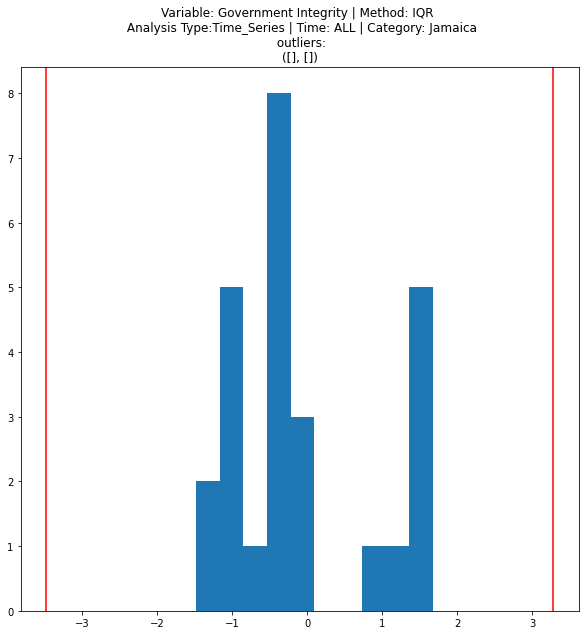 Variable: Government Integrity | Method: IQR
Analysis Type:Time_Series | Time: ALL | Category: Jamaica
outliers:
([], [])
8
7
6
5
4
3
2
1
0
−3 −2 −1 0 1 2 3